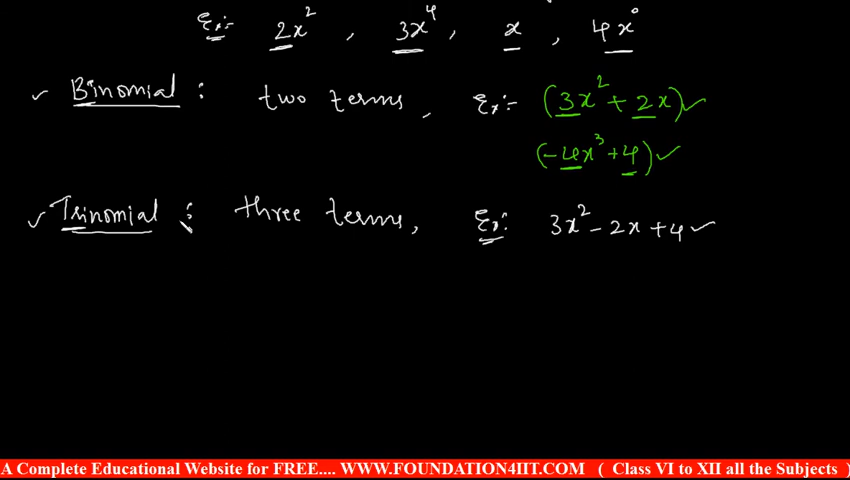 Ex:- 2x², 3x⁴, x, 4x⁰
✓ Binomial : two terms, Ex:- (3x² + 2x) ✓
(-4x³ + 4) ✓
✓ Trinomial : three terms, Ex:- 3x² - 2x + 4 ✓
A Complete Educational Website for FREE.... WWW.FOUNDATION4IIT.COM ( Class VI to XII all the Subjects )